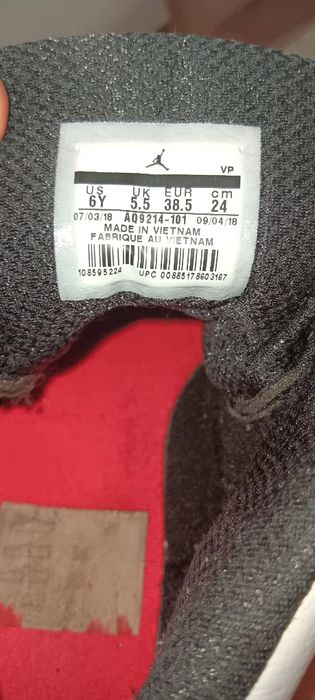 VP
US UK EUR cm
6Y 5.5 38.5 24
07/03/18 AQ9214-101 09/04/18
MADE IN VIETNAM
FABRIQUE AU VIETNAM
108595224 UPC 00885178603167